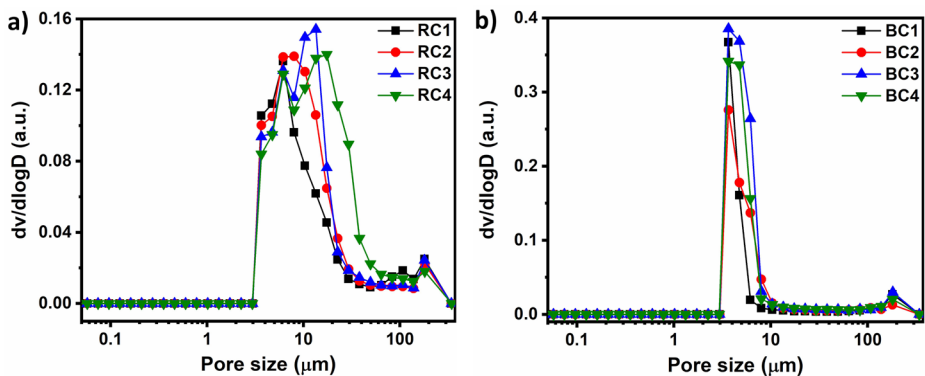 a)
RC1
RC2
RC3
RC4
dv/dlogD (a.u.)
0.16
0.12
0.08
0.04
0.00
0.1
1
10
100
Pore size (μm)
b)
BC1
BC2
BC3
BC4
dv/dlogD (a.u.)
0.4
0.3
0.2
0.1
0.0
0.1
1
10
100
Pore size (μm)